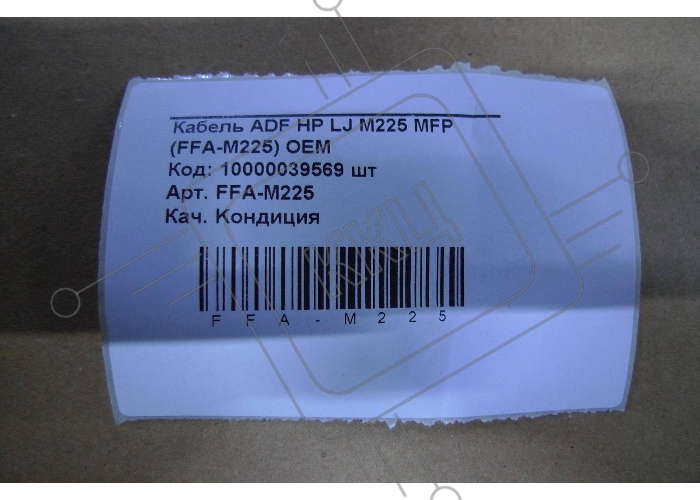 Кабель ADF HP LJ M225 MFP
(FFA-M225) OEM
Код: 10000039569 шт
Арт. FFA-M225
Кач. Кондиция
ККЦ
FFA-M225